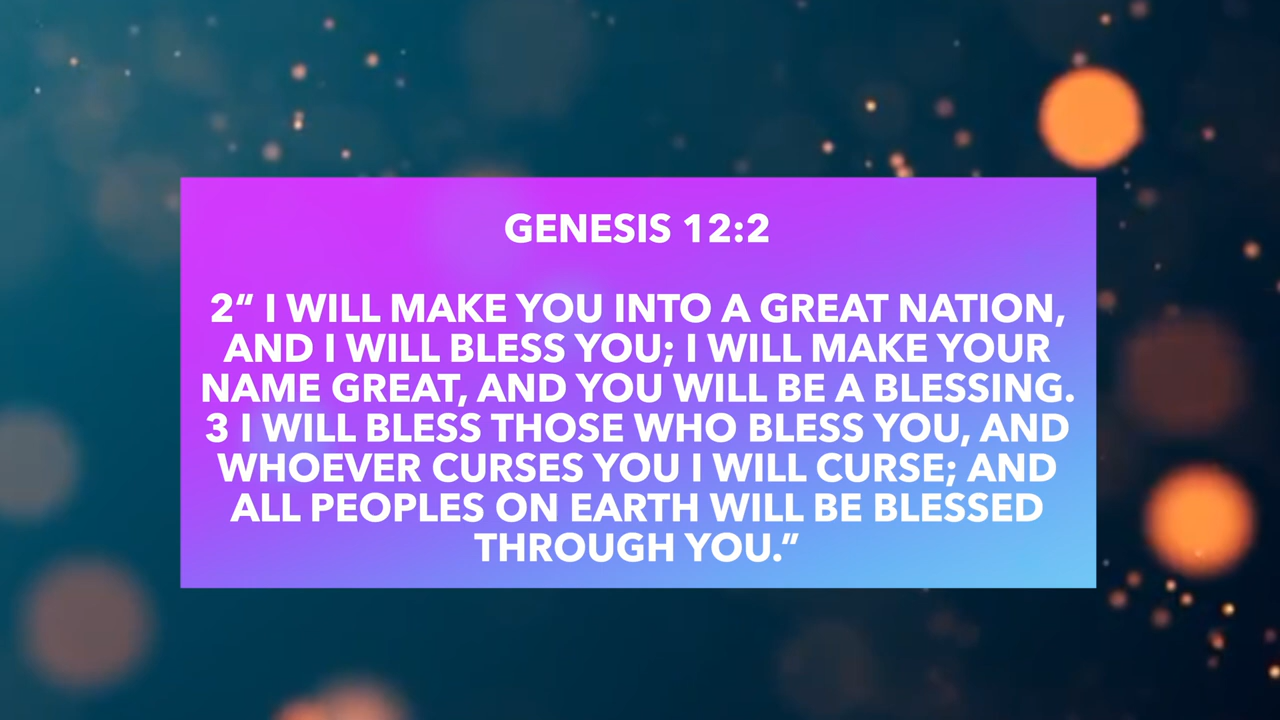 GENESIS 12:2
2“ I WILL MAKE YOU INTO A GREAT NATION,
AND I WILL BLESS YOU; I WILL MAKE YOUR
NAME GREAT, AND YOU WILL BE A BLESSING.
3 I WILL BLESS THOSE WHO BLESS YOU, AND
WHOEVER CURSES YOU I WILL CURSE; AND
ALL PEOPLES ON EARTH WILL BE BLESSED
THROUGH YOU.”